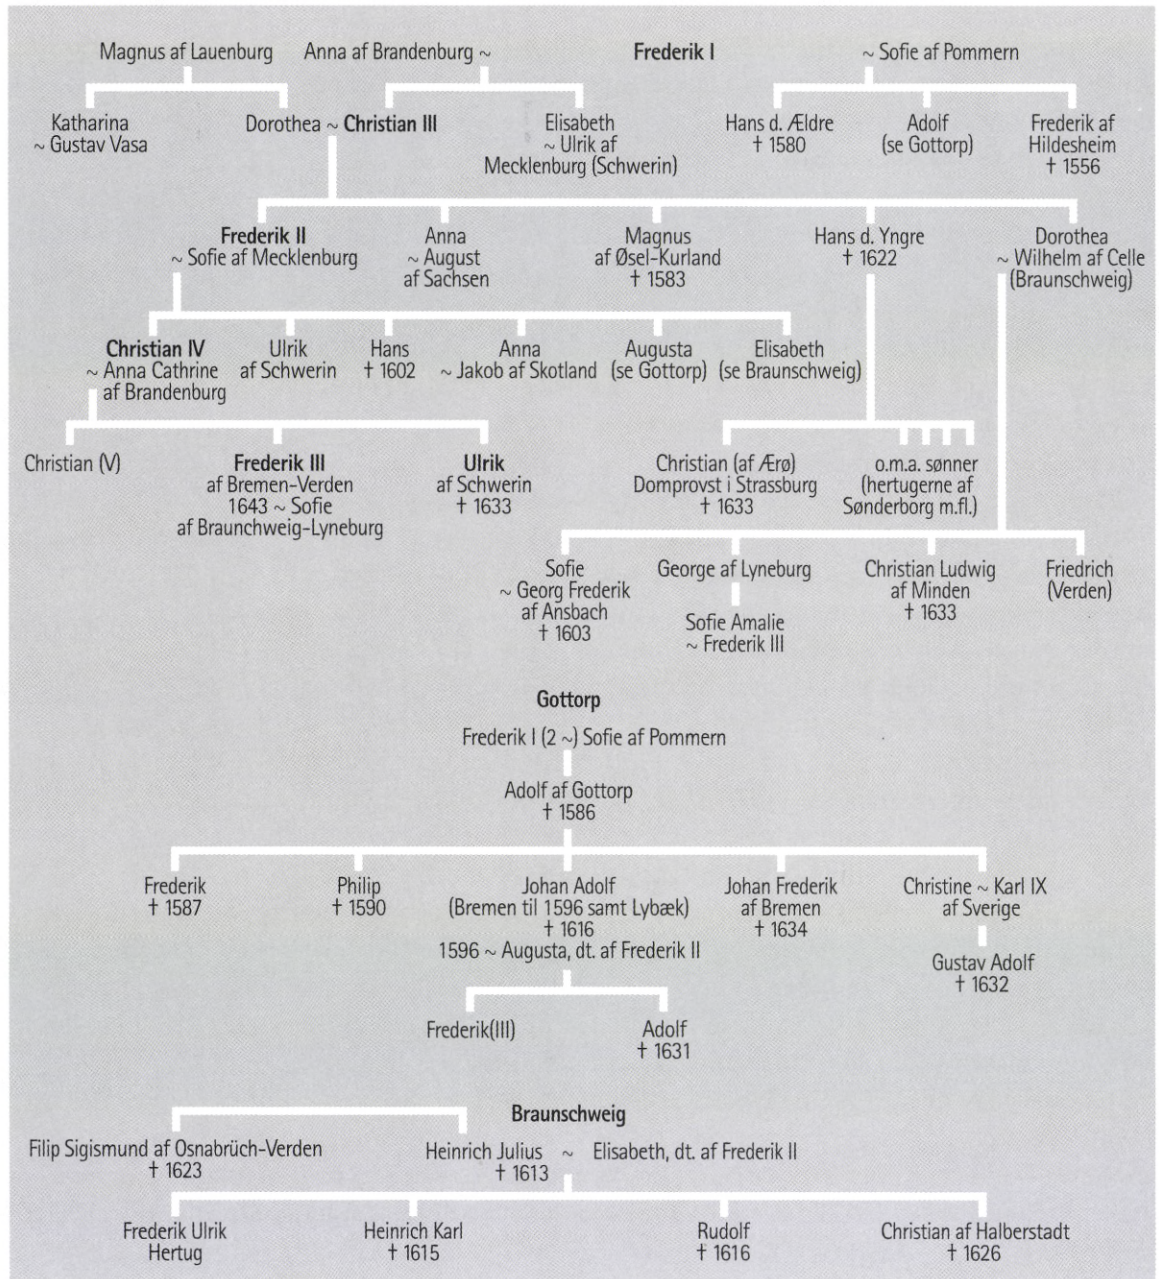 Magnus af Lauenburg
Anna af Brandenburg ~
Frederik I
~ Sofie af Pommern
Katharina
~ Gustav Vasa
Dorothea ~ Christian III
Elisabeth
~ Ulrik af
Mecklenburg (Schwerin)
Hans d. Ældre
† 1580
Adolf
(se Gottorp)
Frederik af
Hildesheim
† 1556
Frederik II
~ Sofie af Mecklenburg
Anna
~ August
af Sachsen
Magnus
af Øsel-Kurland
† 1583
Hans d. Yngre
† 1622
Dorothea
~ Wilhelm af Celle
(Braunschweig)
Christian IV
~ Anna Cathrine
af Brandenburg
Ulrik
af Schwerin
Hans
† 1602
Anna
~ Jakob af Skotland
Augusta
(se Gottorp)
Elisabeth
(se Braunschweig)
Christian (V)
Frederik III
af Bremen-Verden
1643 ~ Sofie
af Braunchweig-Lyneburg
Ulrik
af Schwerin
† 1633
Christian (af Ærø)
Domprovst i Strassburg
† 1633
o.m.a. sønner
(hertugerne af
Sønderborg m.fl.)
Sofie
~ Georg Frederik
af Ansbach
† 1603
George af Lyneburg
Sofie Amalie
~ Frederik III
Christian Ludwig
af Minden
† 1633
Friedrich
(Verden)
Gottorp
Frederik I (2 ~) Sofie af Pommern
Adolf af Gottorp
† 1586
Frederik
† 1587
Philip
† 1590
Johan Adolf
(Bremen til 1596 samt Lybæk)
† 1616
1596 ~ Augusta, dt. af Frederik II
Johan Frederik
af Bremen
† 1634
Christine ~ Karl IX
af Sverige
Gustav Adolf
† 1632
Frederik(III)
Adolf
† 1631
Braunschweig
Filip Sigismund af Osnabrüch-Verden
† 1623
Heinrich Julius ~ Elisabeth, dt. af Frederik II
† 1613
Frederik Ulrik
Hertug
Heinrich Karl
† 1615
Rudolf
† 1616
Christian af Halberstadt
† 1626